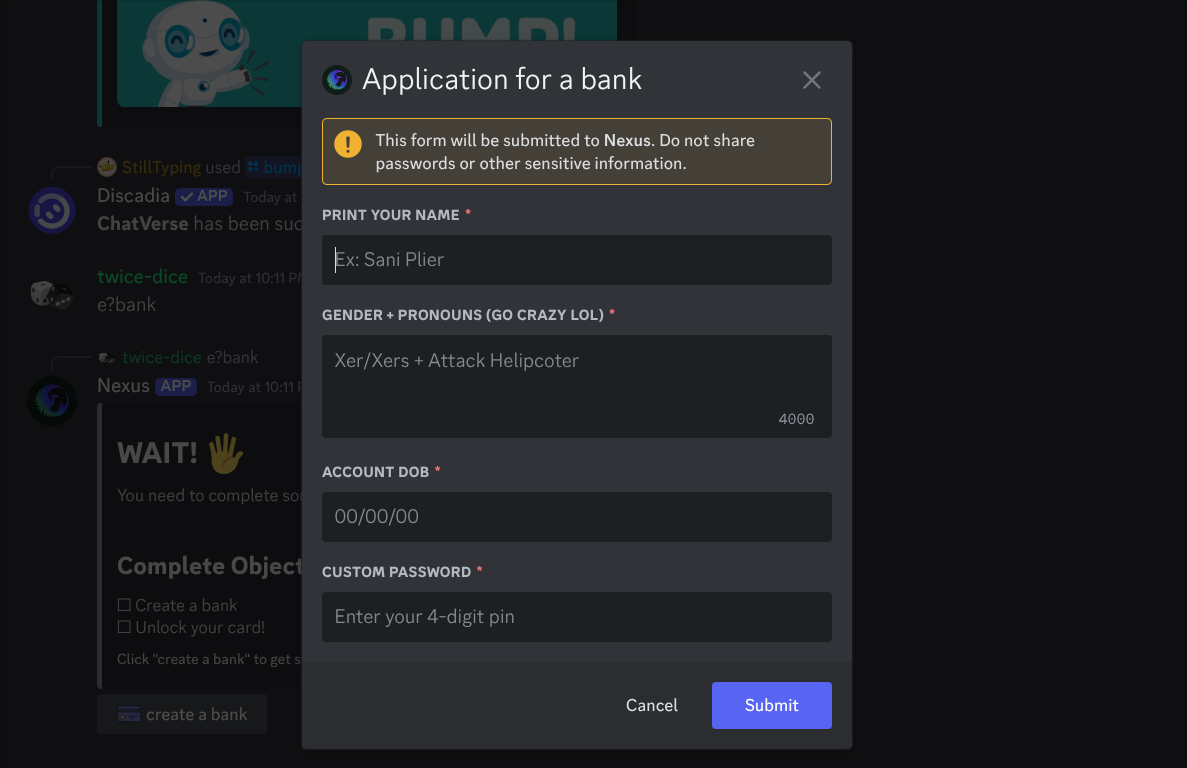 BUMP!
StillTyping used bump
Discadia ✓ APP Today at
ChatVerse has been suc
twice-dice Today at 10:11 PM
e?bank
twice-dice e?bank
Nexus APP Today at 10:11 P
WAIT! 🖐
You need to complete so
Complete Object
☐ Create a bank
☐ Unlock your card!
Click "create a bank" to get s
create a bank
Application for a bank
This form will be submitted to Nexus. Do not share
passwords or other sensitive information.
PRINT YOUR NAME *
Ex: Sani Plier
GENDER + PRONOUNS (GO CRAZY LOL) *
Xer/Xers + Attack Helipcoter
4000
ACCOUNT DOB *
00/00/00
CUSTOM PASSWORD *
Enter your 4-digit pin
Cancel
Submit